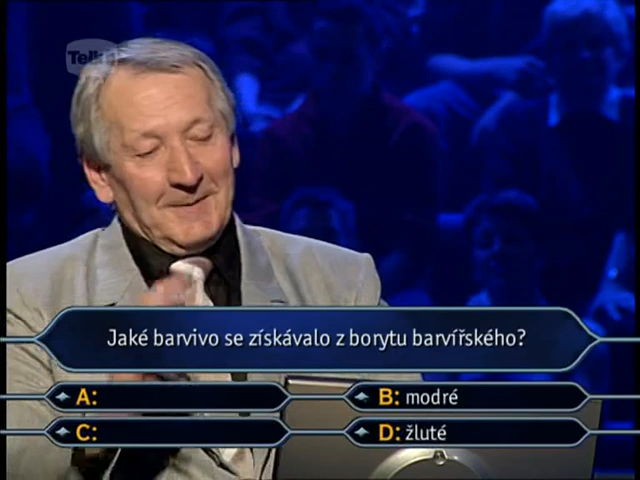 Jaké barvivo se získávalo z borytu barvířského?
A:
B: modré
C:
D: žluté